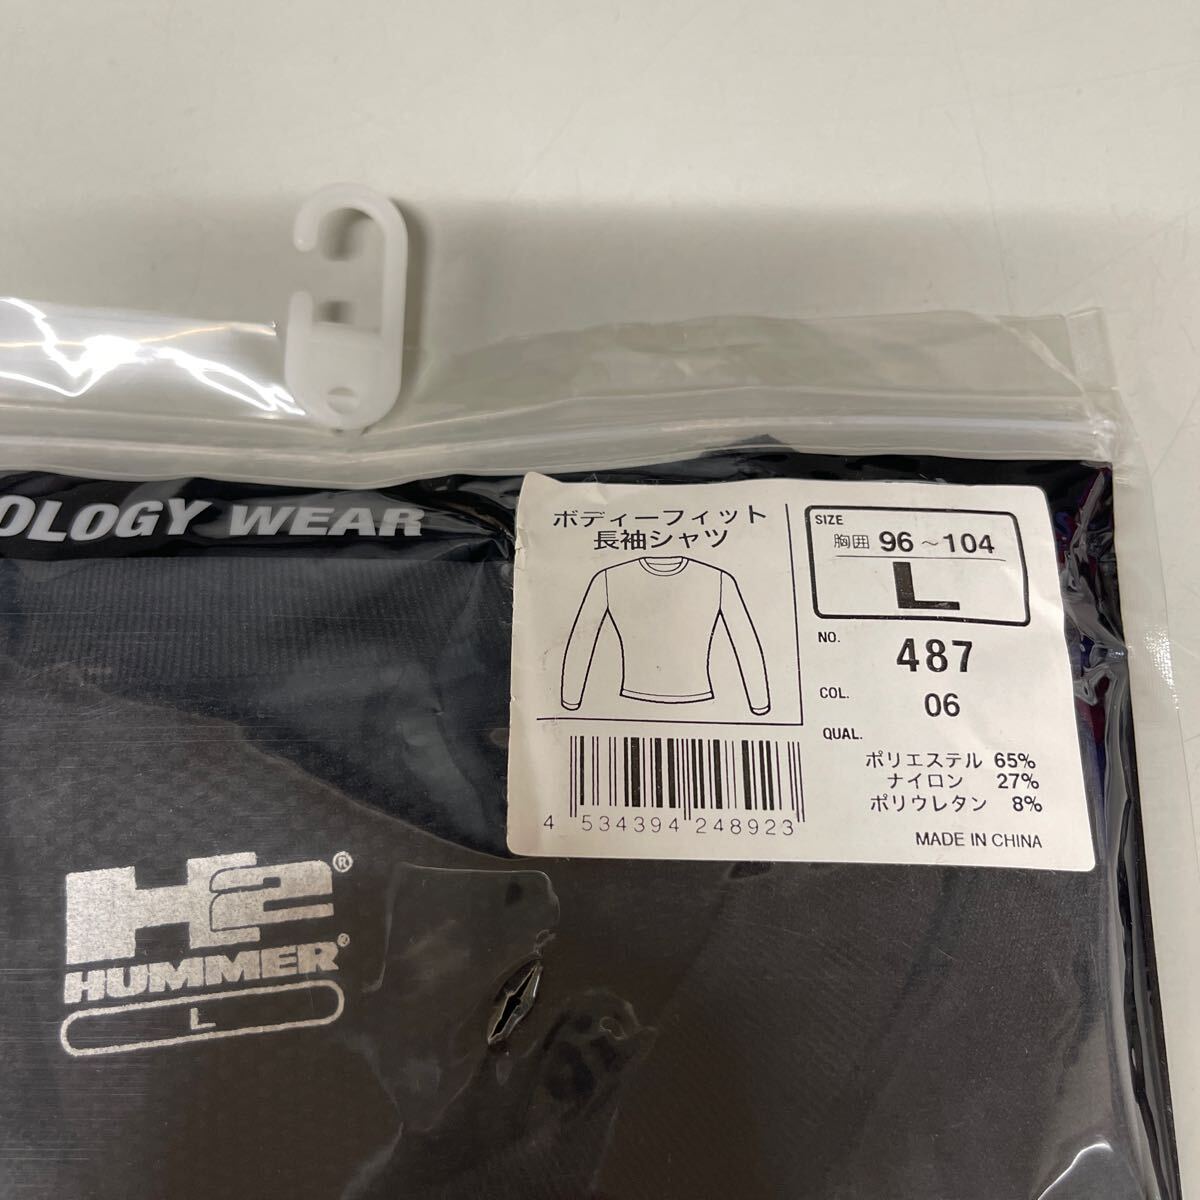 OLOGY WEAR
ボディーフィット
長袖シャツ
SIZE
胸囲 96～104
L
NO. 487
COL. 06
QUAL.
ポリエステル 65%
ナイロン 27%
ポリウレタン 8%
MADE IN CHINA
4 534394 248923
H2®
HUMMER®
L